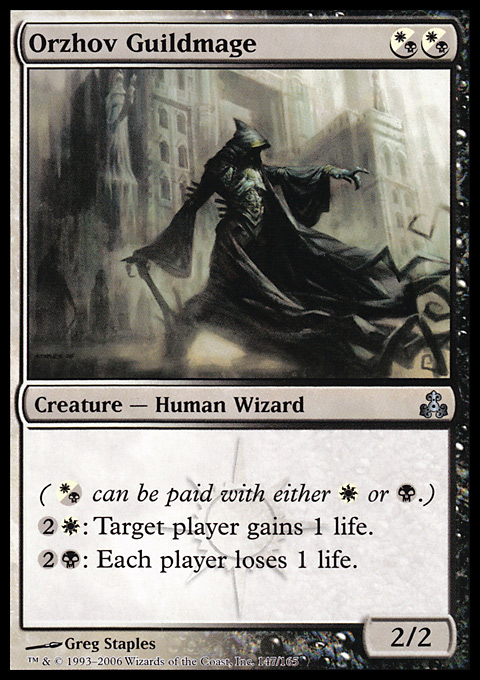 Orzhov Guildmage
Creature — Human Wizard
( can be paid with either or .)
2: Target player gains 1 life.
2: Each player loses 1 life.
2/2
Greg Staples
™ & © 1993–2006 Wizards of the Coast, Inc. 147/165